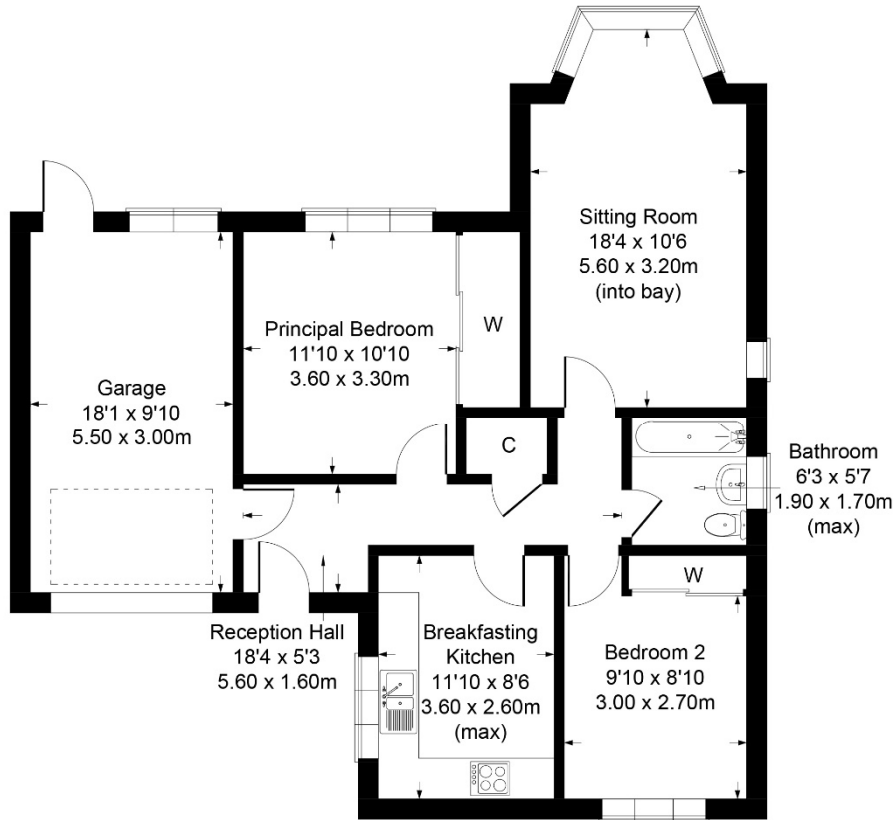 Sitting Room
18'4 x 10'6
5.60 x 3.20m
(into bay)
Principal Bedroom
11'10 x 10'10
3.60 x 3.30m
W
Garage
18'1 x 9'10
5.50 x 3.00m
C
Bathroom
6'3 x 5'7
1.90 x 1.70m
(max)
W
Reception Hall
18'4 x 5'3
5.60 x 1.60m
Breakfasting
Kitchen
11'10 x 8'6
3.60 x 2.60m
(max)
Bedroom 2
9'10 x 8'10
3.00 x 2.70m